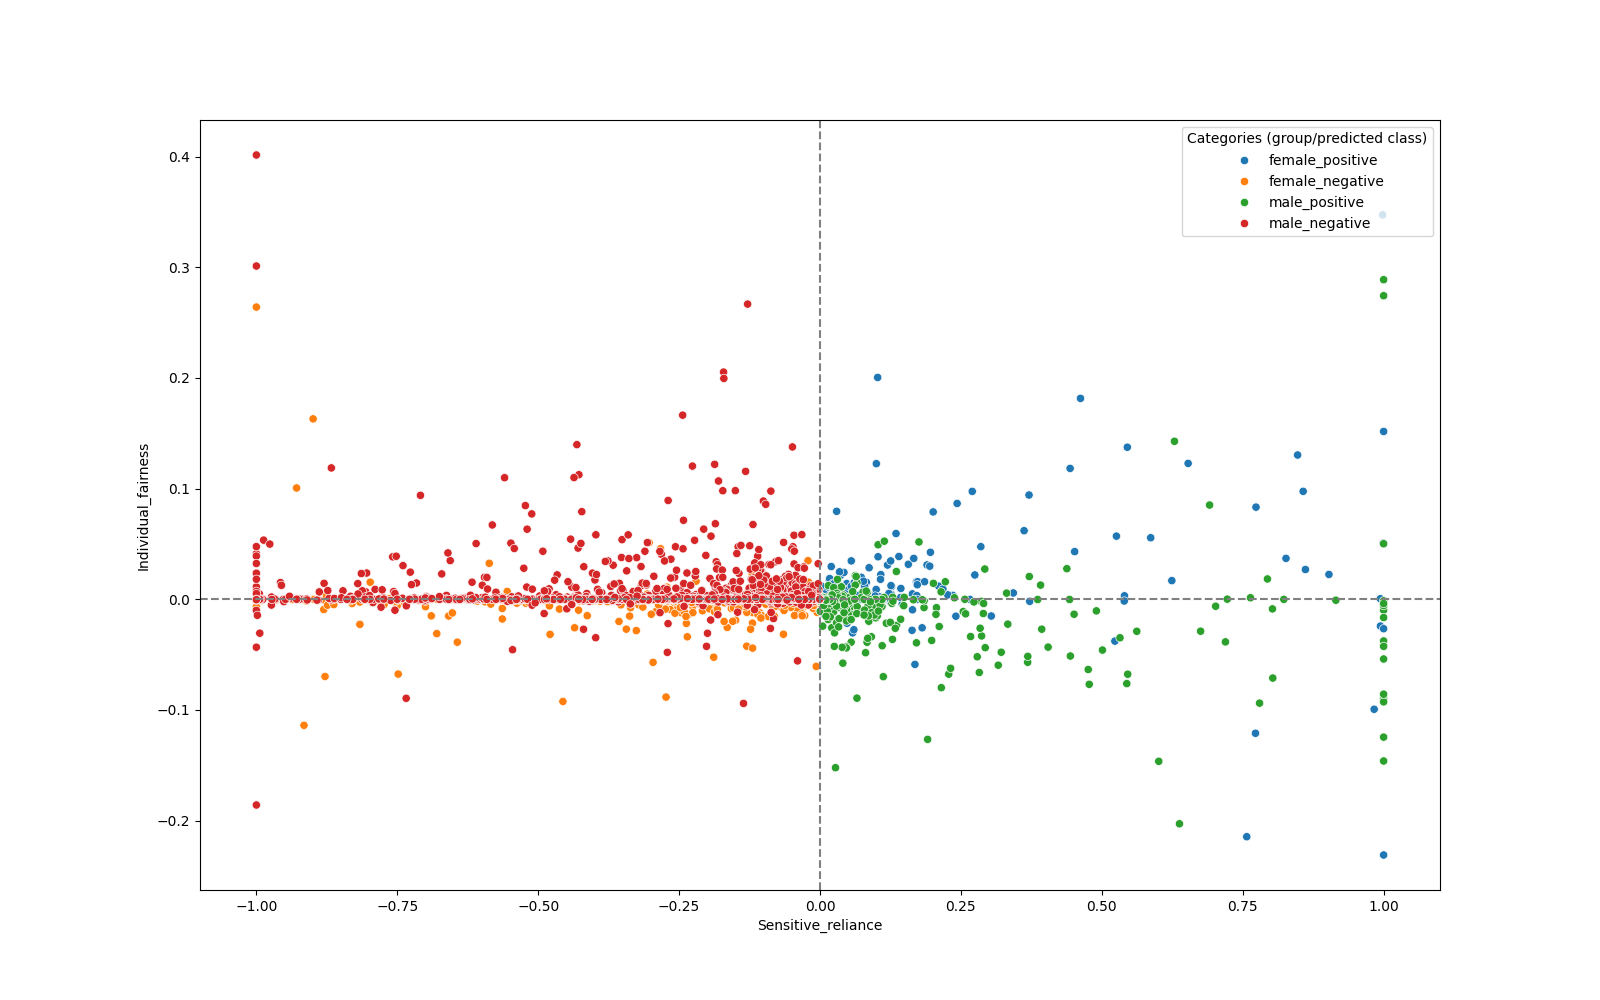 Categories (group/predicted class)
female_positive
female_negative
male_positive
male_negative
Individual_fairness
0.4
0.3
0.2
0.1
0.0
−0.1
−0.2
−1.00
−0.75
−0.50
−0.25
0.00
0.25
0.50
0.75
1.00
Sensitive_reliance